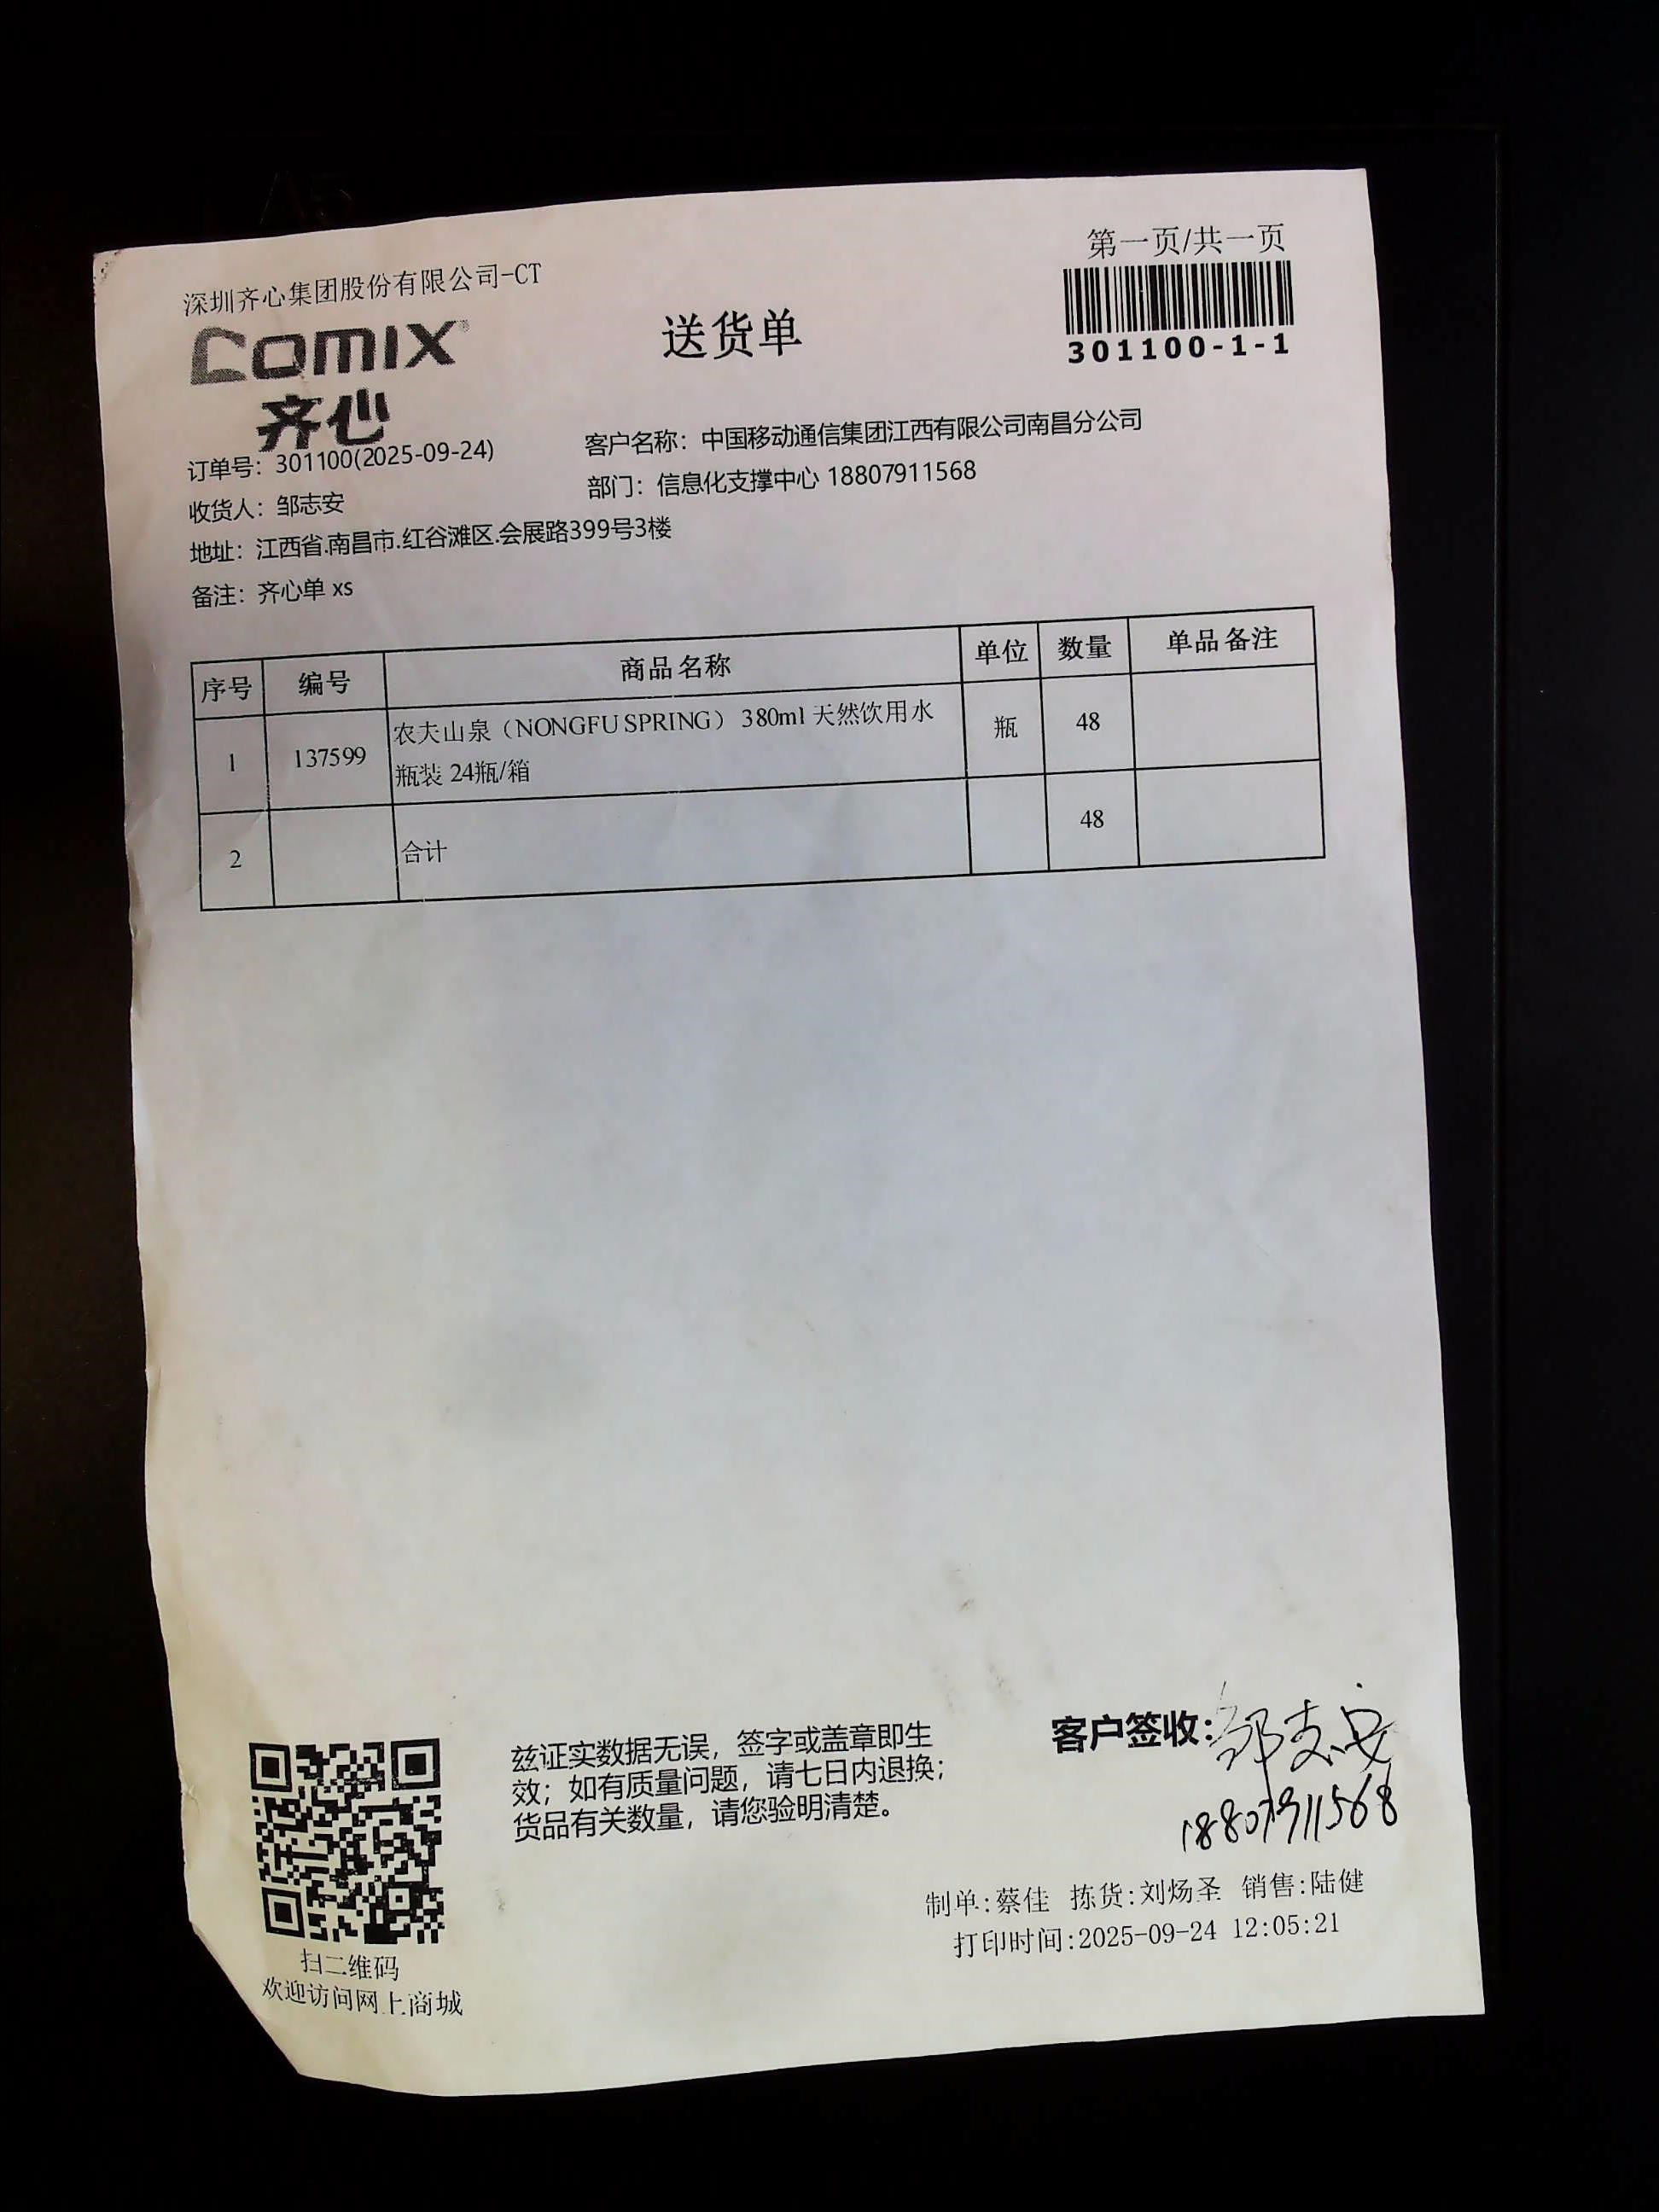 第一页/共一页
深圳齐心集团股份有限公司-CT
comix®
齐心
送货单
301100-1-1
订单号：301100(2025-09-24)
客户名称：中国移动通信集团江西有限公司南昌分公司
收货人：邹志安
部门：信息化支撑中心 18807911568
地址：江西省.南昌市.红谷滩区.会展路399号3楼
备注：齐心单 xs
序号 编号 商品名称 单位 数量 单品备注
1 137599 农夫山泉（NONGFU SPRING） 380ml 天然饮用水 瓶 48
瓶装 24瓶/箱
2 合计 48
兹证实数据无误，签字或盖章即生
效；如有质量问题，请七日内退换；
货品有关数量，请您验明清楚。
客户签收：邹志安
18807911568
制单:蔡佳 拣货:刘炀圣 销售:陆健
打印时间:2025-09-24 12:05:21
扫二维码
欢迎访问网上商城